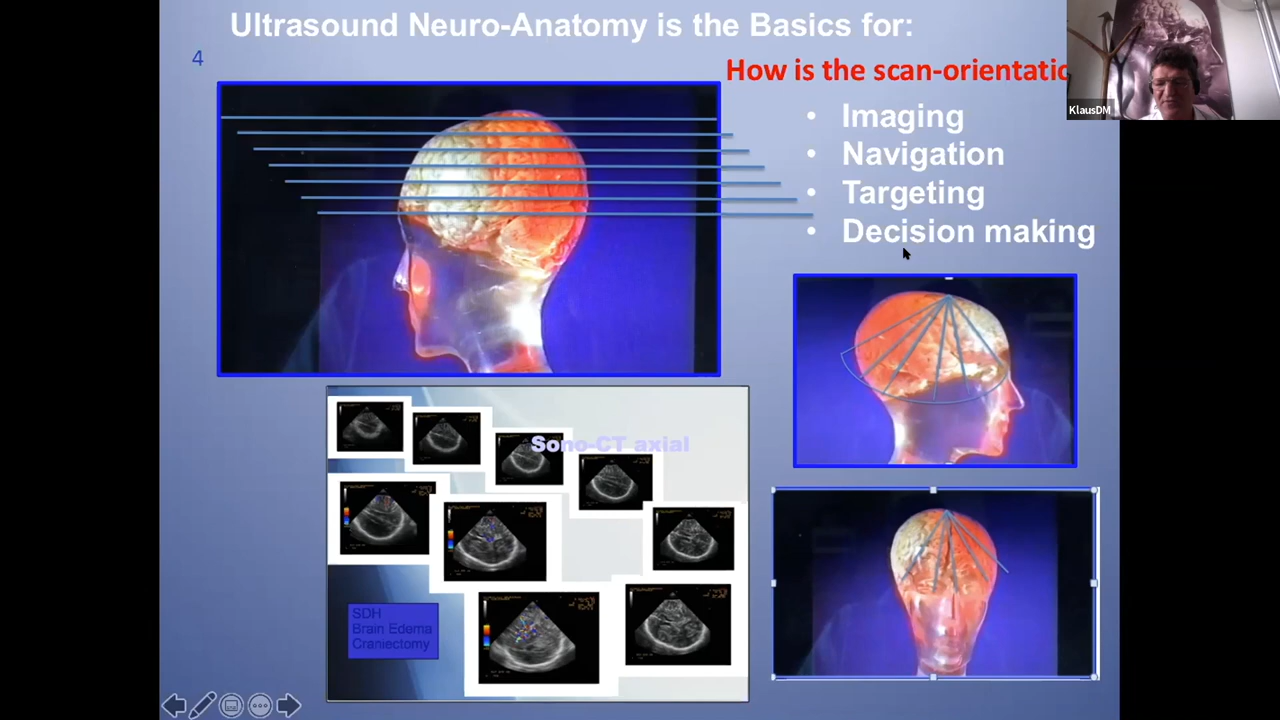 Ultrasound Neuro-Anatomy is the Basics for:
4
How is the scan-orientatio
KlausDM
• Imaging
• Navigation
• Targeting
• Decision making
Sono-CT axial
SDH
Brain Edema
Craniectomy